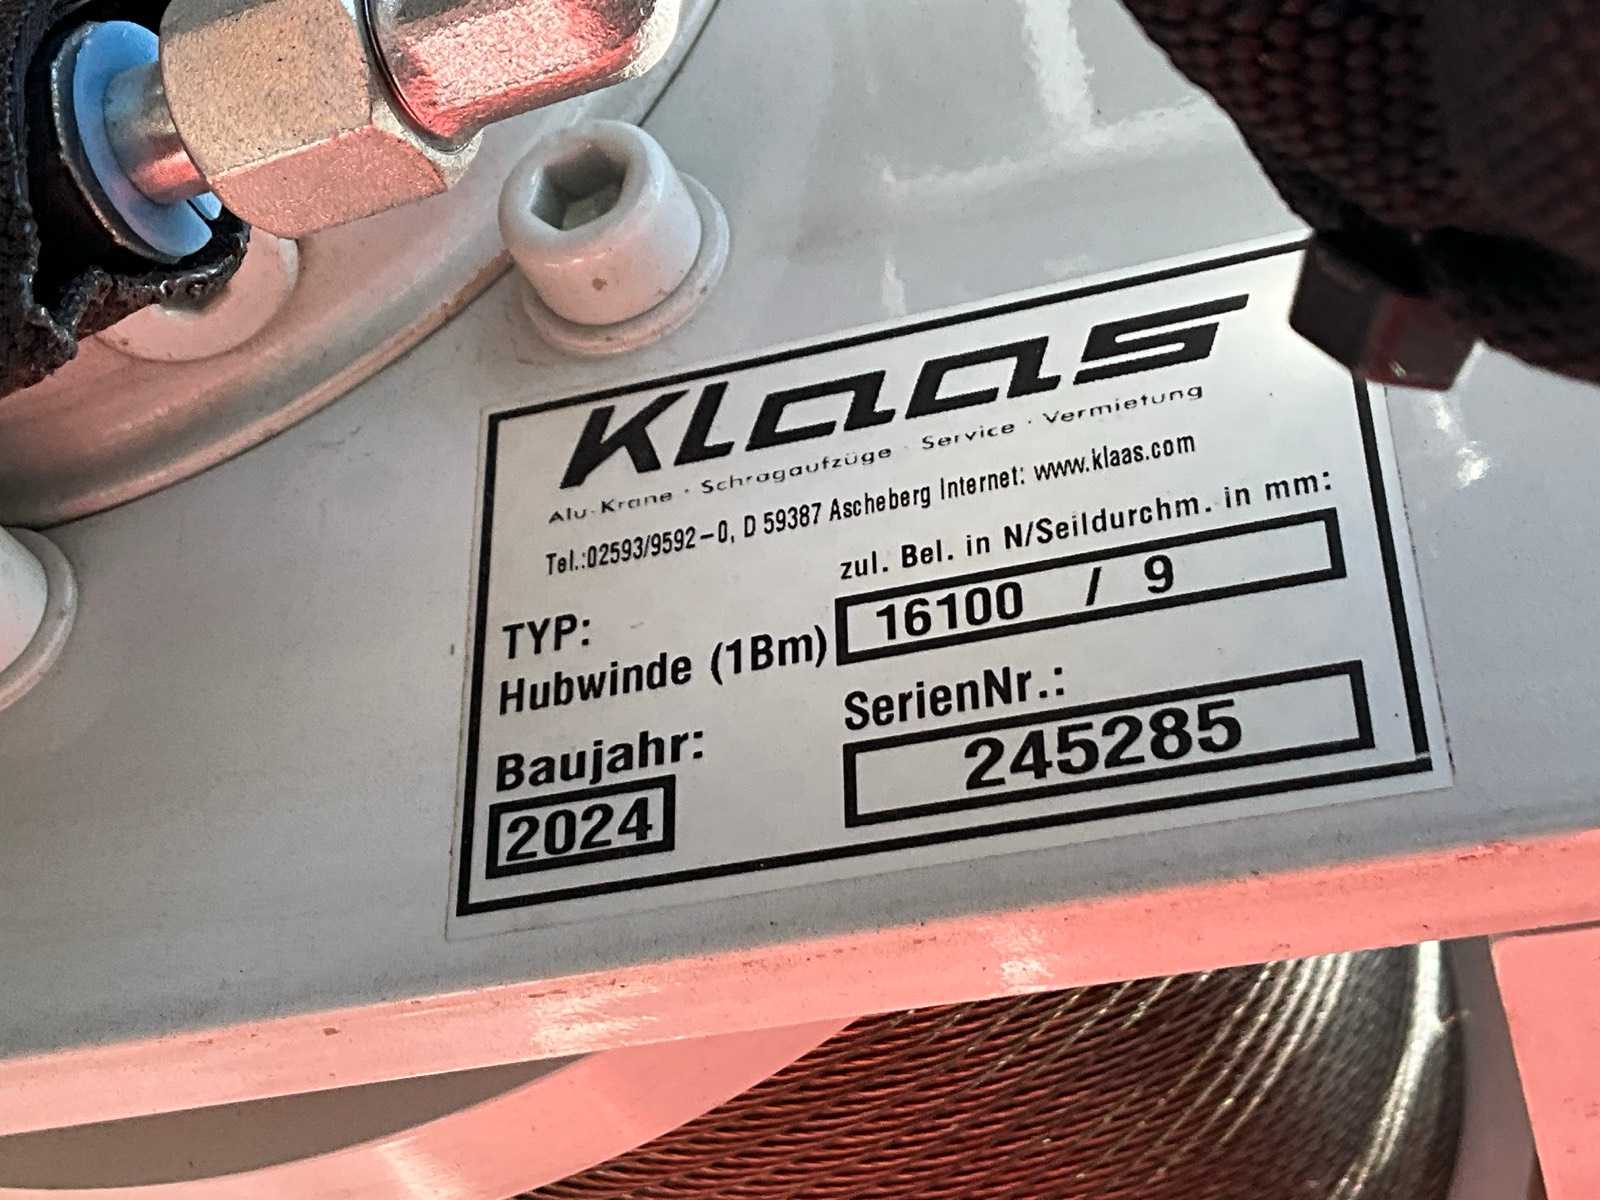 Klaas
Alu-Krane · Schrägaufzüge · Service · Vermietung
Tel.:02593/9592-0, D 59387 Ascheberg Internet: www.klaas.com
zul. Bel. in N/Seildurchm. in mm:
TYP:
Hubwinde (1Bm)
16100 / 9
Baujahr:
2024
SerienNr.:
245285